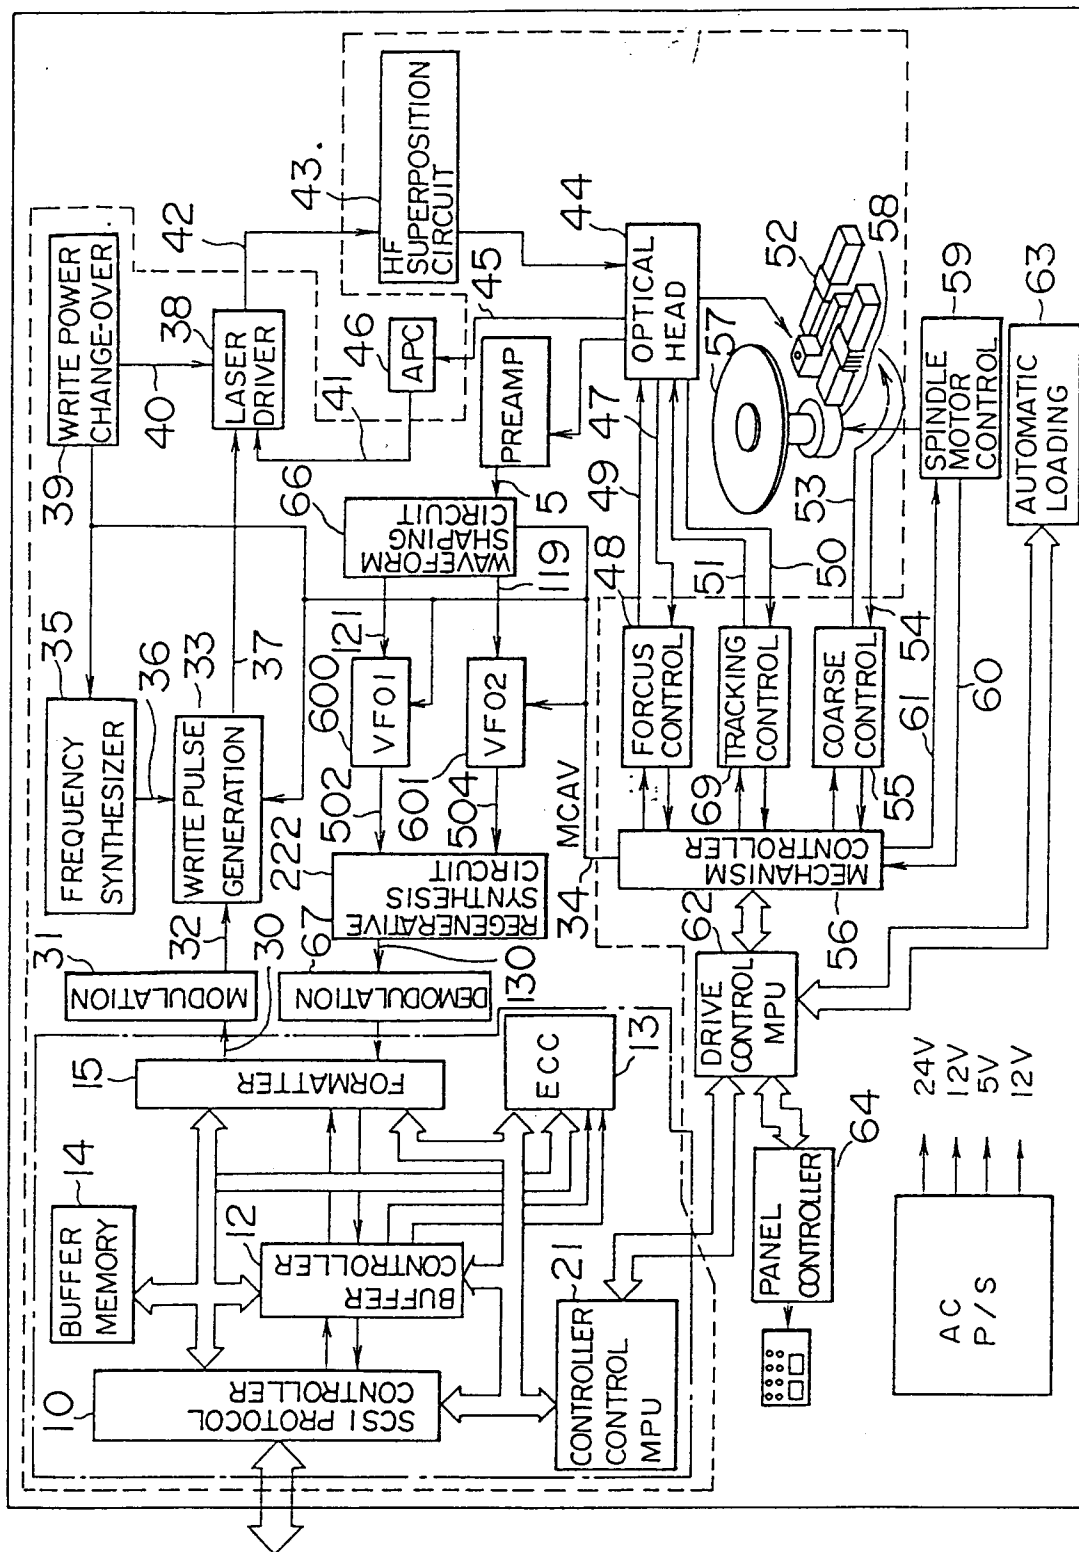 39
WRITE POWER
CHANGE-OVER
40
38
LASER
DRIVER
42
43.
HF SUPERPOSITION
CIRCUIT
35
FREQUENCY
SYNTHESIZER
36
33
WRITE PULSE
GENERATION
37
31
MODULATION
32
30
41
46
APC
45
44
OPTICAL
HEAD
PREAMP
5
66
WAVEFORM
SHAPING
CIRCUIT
121
119
600
VFO1
VFO2
502
601
504
222
REGENERATIVE
SYNTHESIS
CIRCUIT
67
DEMODULATION
130
15
FORMATTER
14
BUFFER
MEMORY
12
BUFFER
CONTROLLER
10
SCSI PROTOCOL
CONTROLLER
ECC
13
21
CONTROLLER
CONTROL
MPU
MCAV
34
48
FORCUS
CONTROL
49
47
69
TRACKING
CONTROL
51
50
COARSE
CONTROL
55
53
54
57
52
58
MECHANISM
CONTROLLER
56
61
60
59
SPINDLE
MOTOR
CONTROL
63
AUTOMATIC
LOADING
62
DRIVE
CONTROL
MPU
64
PANEL
CONTROLLER
AC
P/S
24V
12V
5V
12V